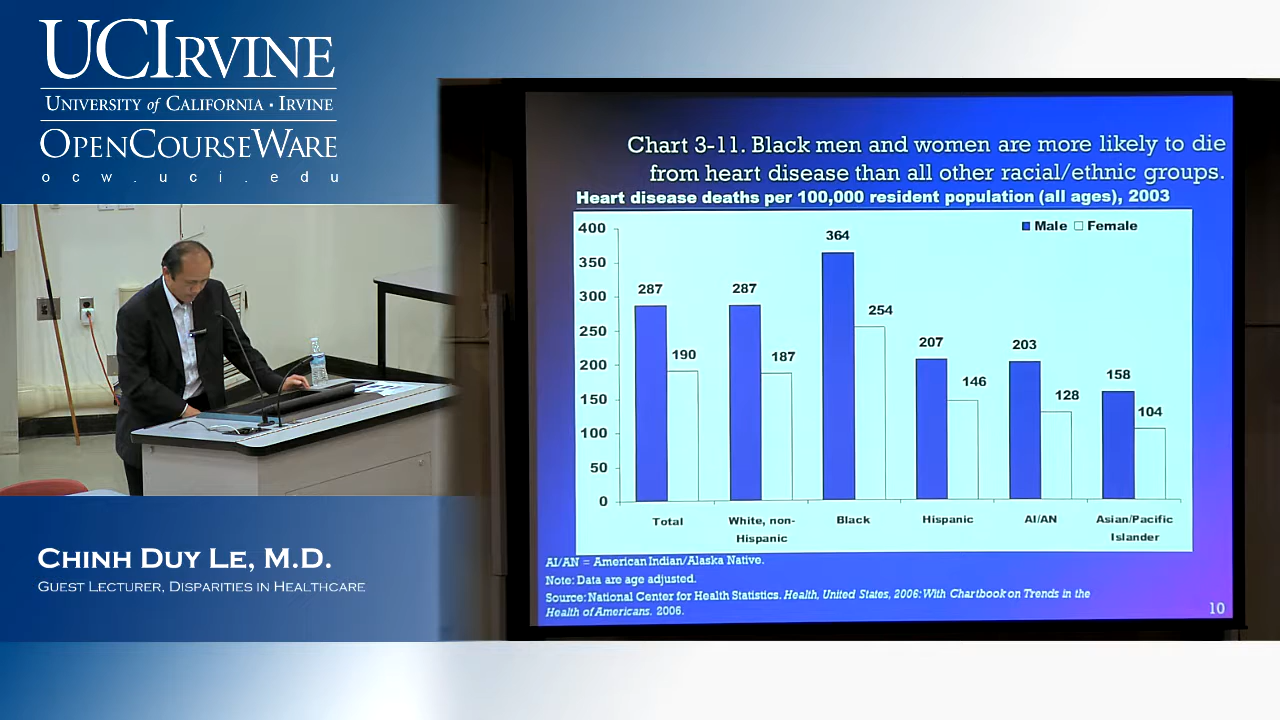 UCIRVINE
UNIVERSITY of CALIFORNIA · IRVINE
OPENCOURSEWARE
ocw.uci.edu
CHINH DUY LE, M.D.
GUEST LECTURER, DISPARITIES IN HEALTHCARE
Chart 3-11. Black men and women are more likely to die
from heart disease than all other racial/ethnic groups.
Heart disease deaths per 100,000 resident population (all ages), 2003
Male Female
400
350
300
250
200
150
100
50
0
287 190
287 187
364 254
207 146
203 128
158 104
Total
White, non-
Hispanic
Black
Hispanic
AI/AN
Asian/Pacific
Islander
AI/AN = American Indian/Alaska Native.
Note: Data are age adjusted.
Source: National Center for Health Statistics. Health, United States, 2006: With Chartbook on Trends in the
Health of Americans. 2006.
10